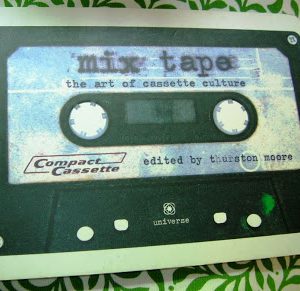 mix tape
the art of cassette culture
Compact
Cassette
edited by thurston moore
universe